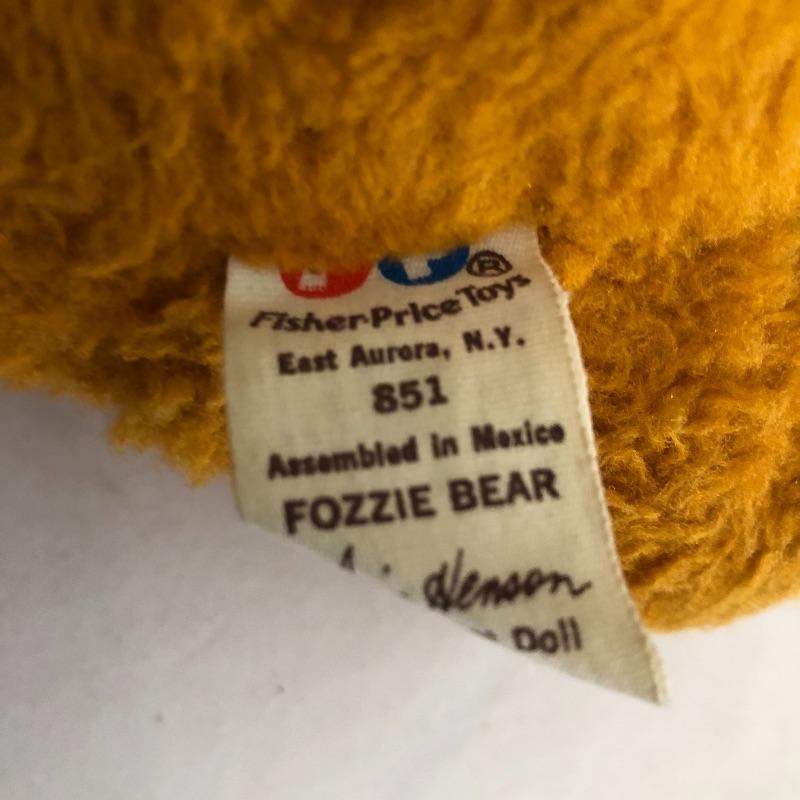 ®
Fisher-Price Toys
East Aurora, N.Y.
851
Assembled in Mexico
FOZZIE BEAR
Henson
Doll